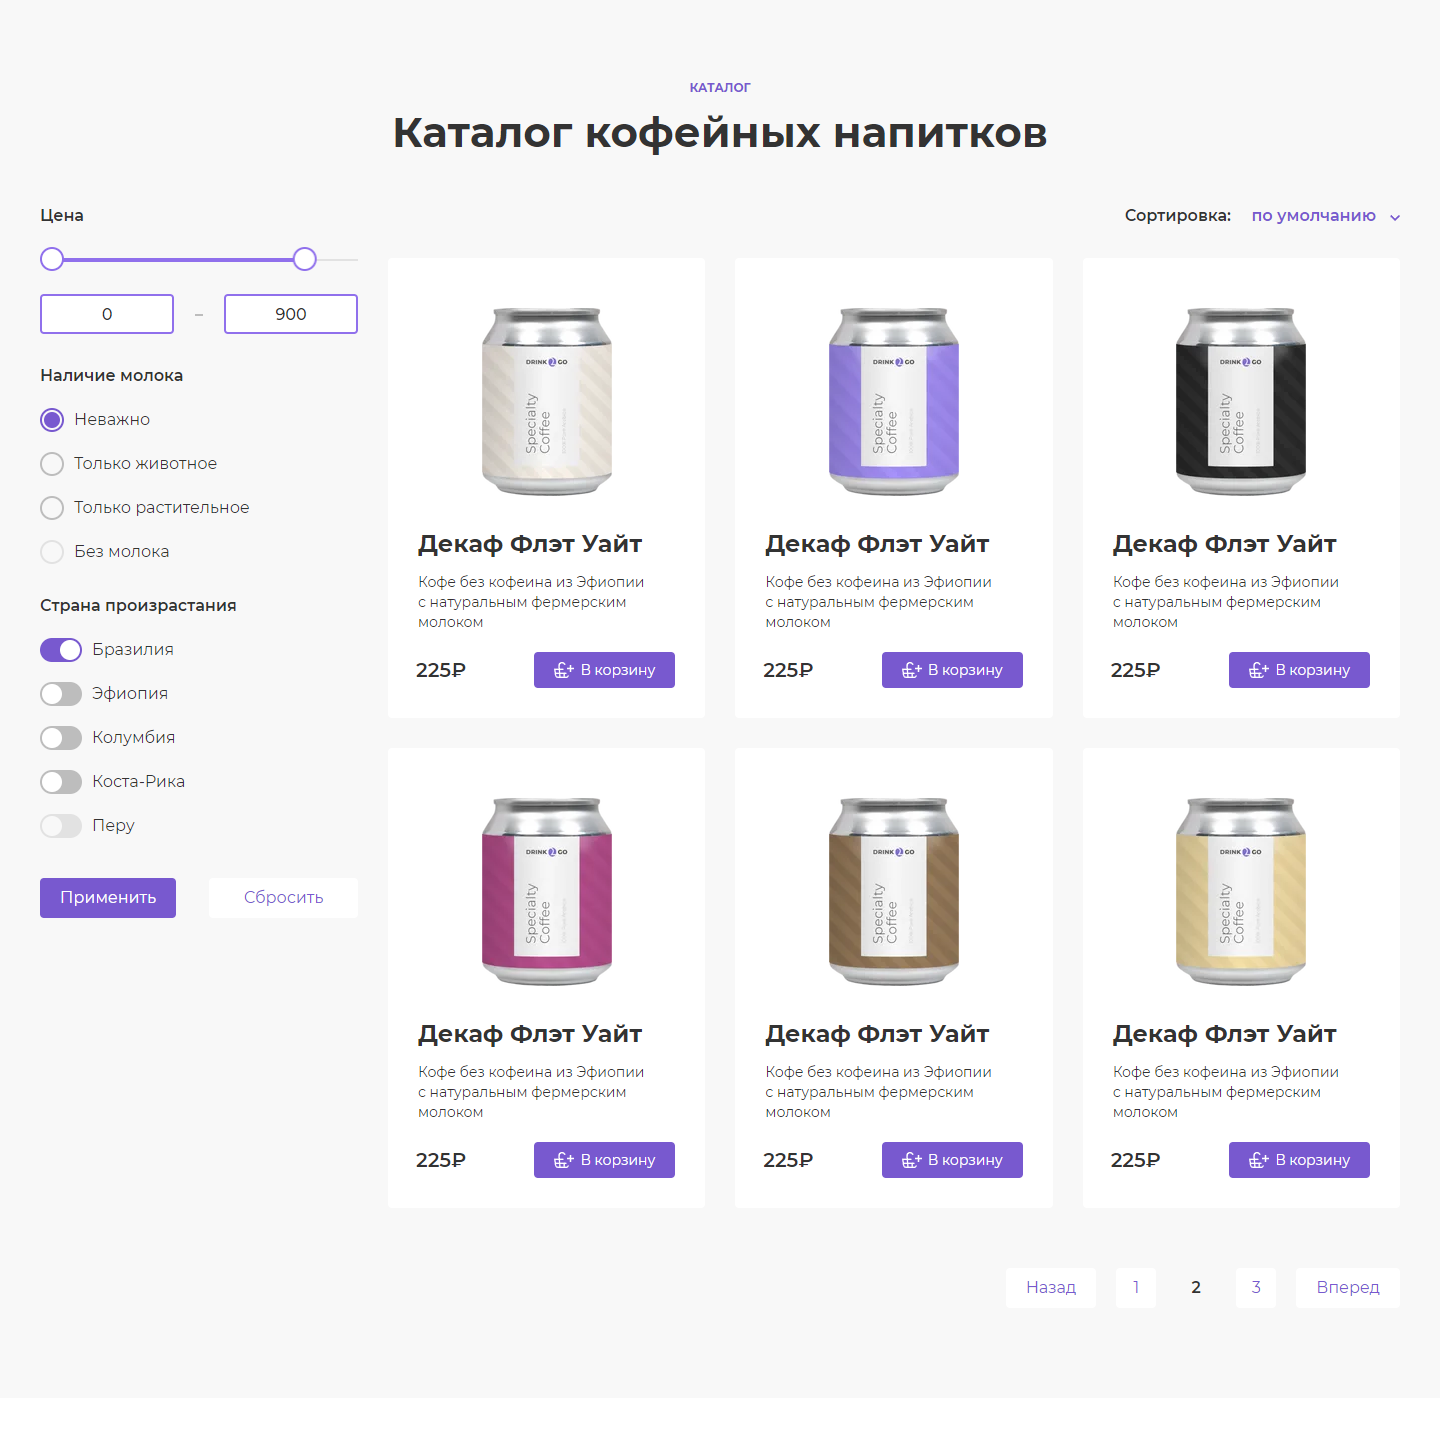 КАТАЛОГ
Каталог кофейных напитков
Цена
0 – 900
Наличие молока
Неважно
Только животное
Только растительное
Без молока
Страна произрастания
Бразилия
Эфиопия
Колумбия
Коста-Рика
Перу
Применить Сбросить
Сортировка: по умолчанию
DRINK 2 GO
Specialty
Coffee
Декаф Флэт Уайт
Кофе без кофеина из Эфиопии
с натуральным фермерским
молоком
225₽ В корзину
DRINK 2 GO
Specialty
Coffee
Декаф Флэт Уайт
Кофе без кофеина из Эфиопии
с натуральным фермерским
молоком
225₽ В корзину
DRINK 2 GO
Specialty
Coffee
Декаф Флэт Уайт
Кофе без кофеина из Эфиопии
с натуральным фермерским
молоком
225₽ В корзину
DRINK 2 GO
Specialty
Coffee
Декаф Флэт Уайт
Кофе без кофеина из Эфиопии
с натуральным фермерским
молоком
225₽ В корзину
DRINK 2 GO
Specialty
Coffee
Декаф Флэт Уайт
Кофе без кофеина из Эфиопии
с натуральным фермерским
молоком
225₽ В корзину
DRINK 2 GO
Specialty
Coffee
Декаф Флэт Уайт
Кофе без кофеина из Эфиопии
с натуральным фермерским
молоком
225₽ В корзину
Назад 1 2 3 Вперед